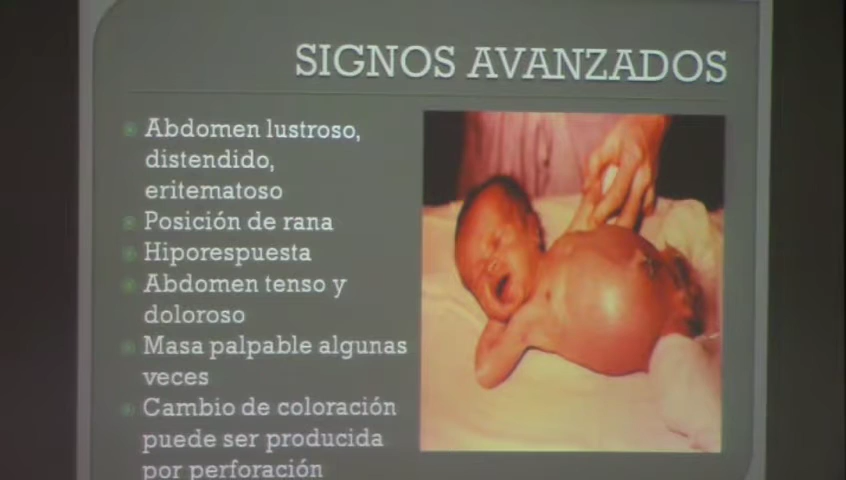 SIGNOS AVANZADOS
Abdomen lustroso,
distendido,
eritematoso
Posición de rana
Hiporespuesta
Abdomen tenso y
doloroso
Masa palpable algunas
veces
Cambio de coloración
puede ser producida
por perforación